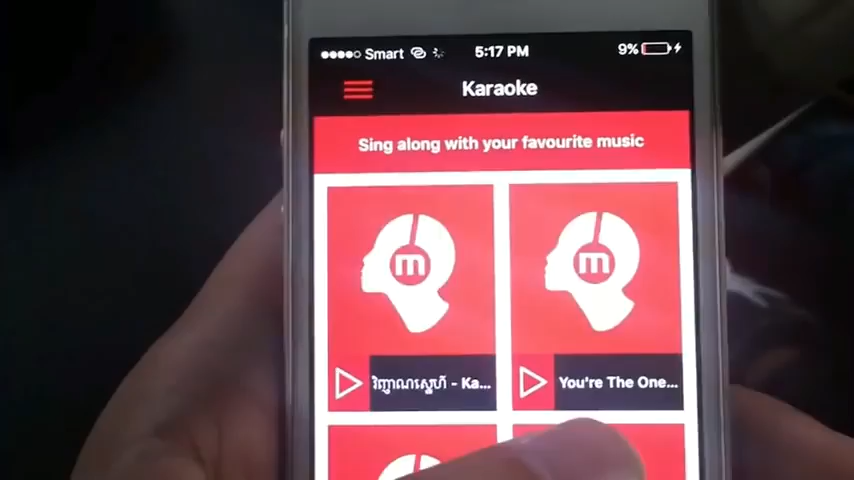 Smart 5:17 PM 9%
Karaoke
Sing along with your favourite music
m m
វិញ្ញាណស្នេហ៍ - Ka... You're The One...